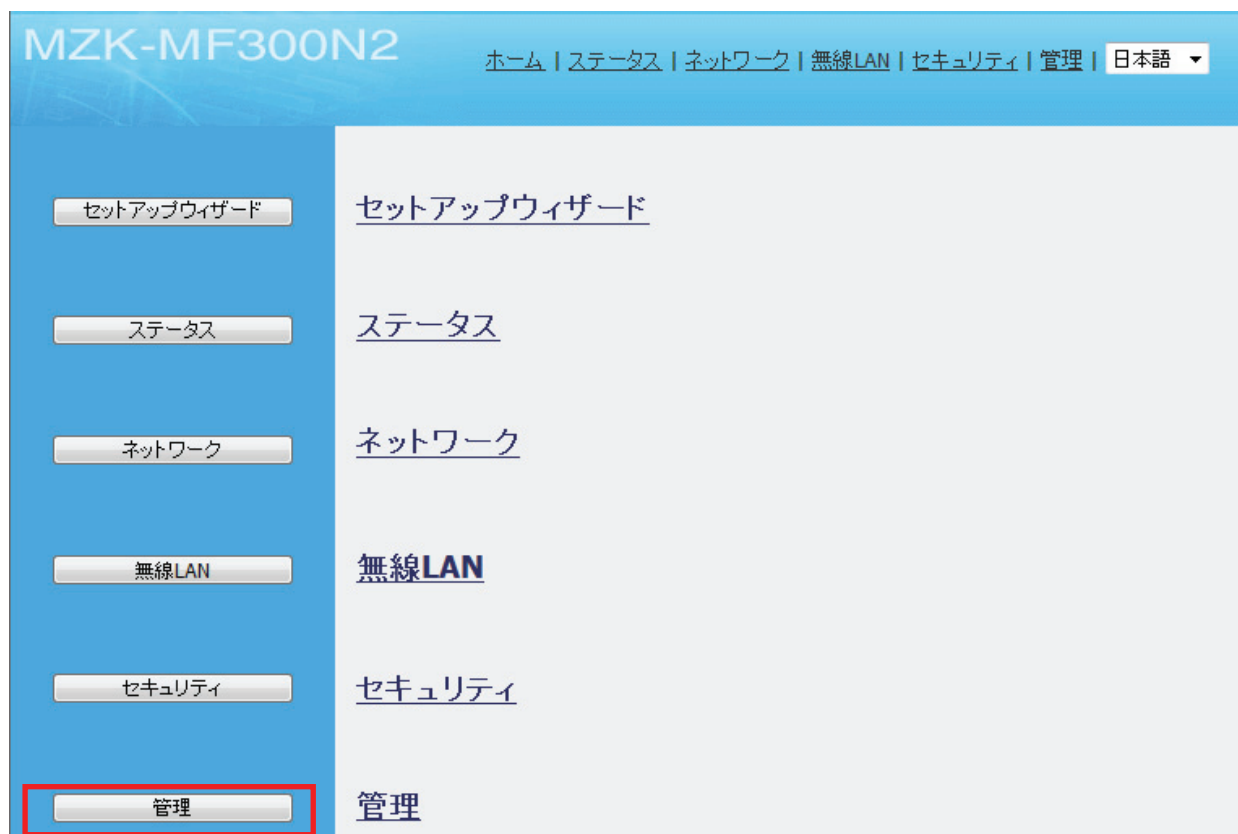 MZK-MF300N2
ホーム | ステータス | ネットワーク | 無線LAN | セキュリティ | 管理 | 日本語
セットアップウィザード
セットアップウィザード
ステータス
ステータス
ネットワーク
ネットワーク
無線LAN
無線LAN
セキュリティ
セキュリティ
管理
管理